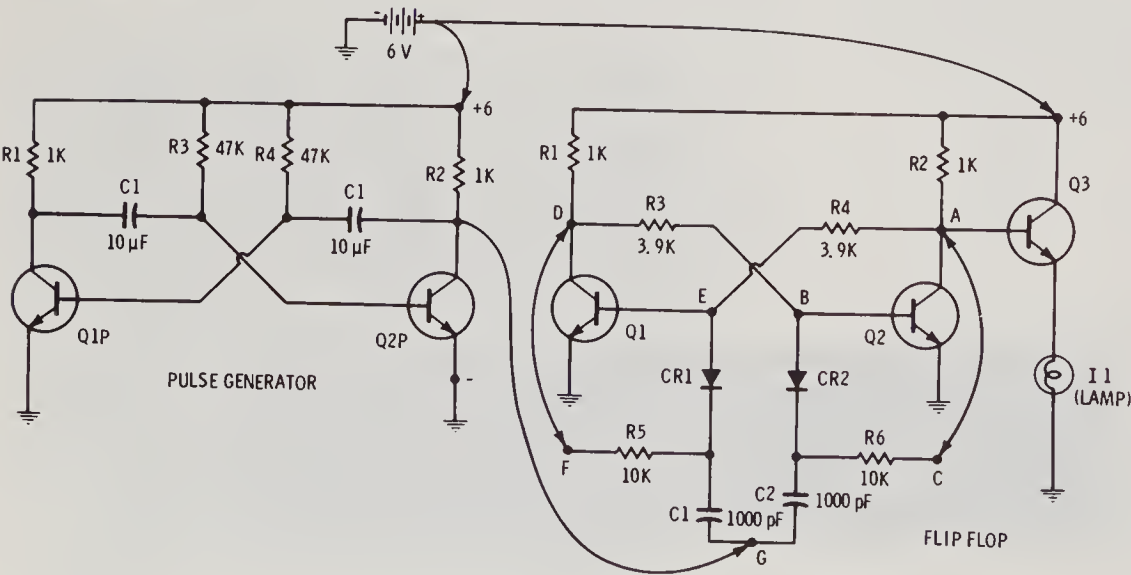 - +
6 V
+6
R1 1K
R3 47K
R4 47K
R2 1K
C1
10 µF
C1
10 µF
Q1P
Q2P
-
PULSE GENERATOR
+6
R1 1K
R2 1K
Q3
D
R3
3.9K
R4
3.9K
A
E
B
Q1
Q2
CR1
CR2
I 1
(LAMP)
F
R5
10K
R6
10K
C
C1
1000 pF
C2
1000 pF
G
FLIP FLOP